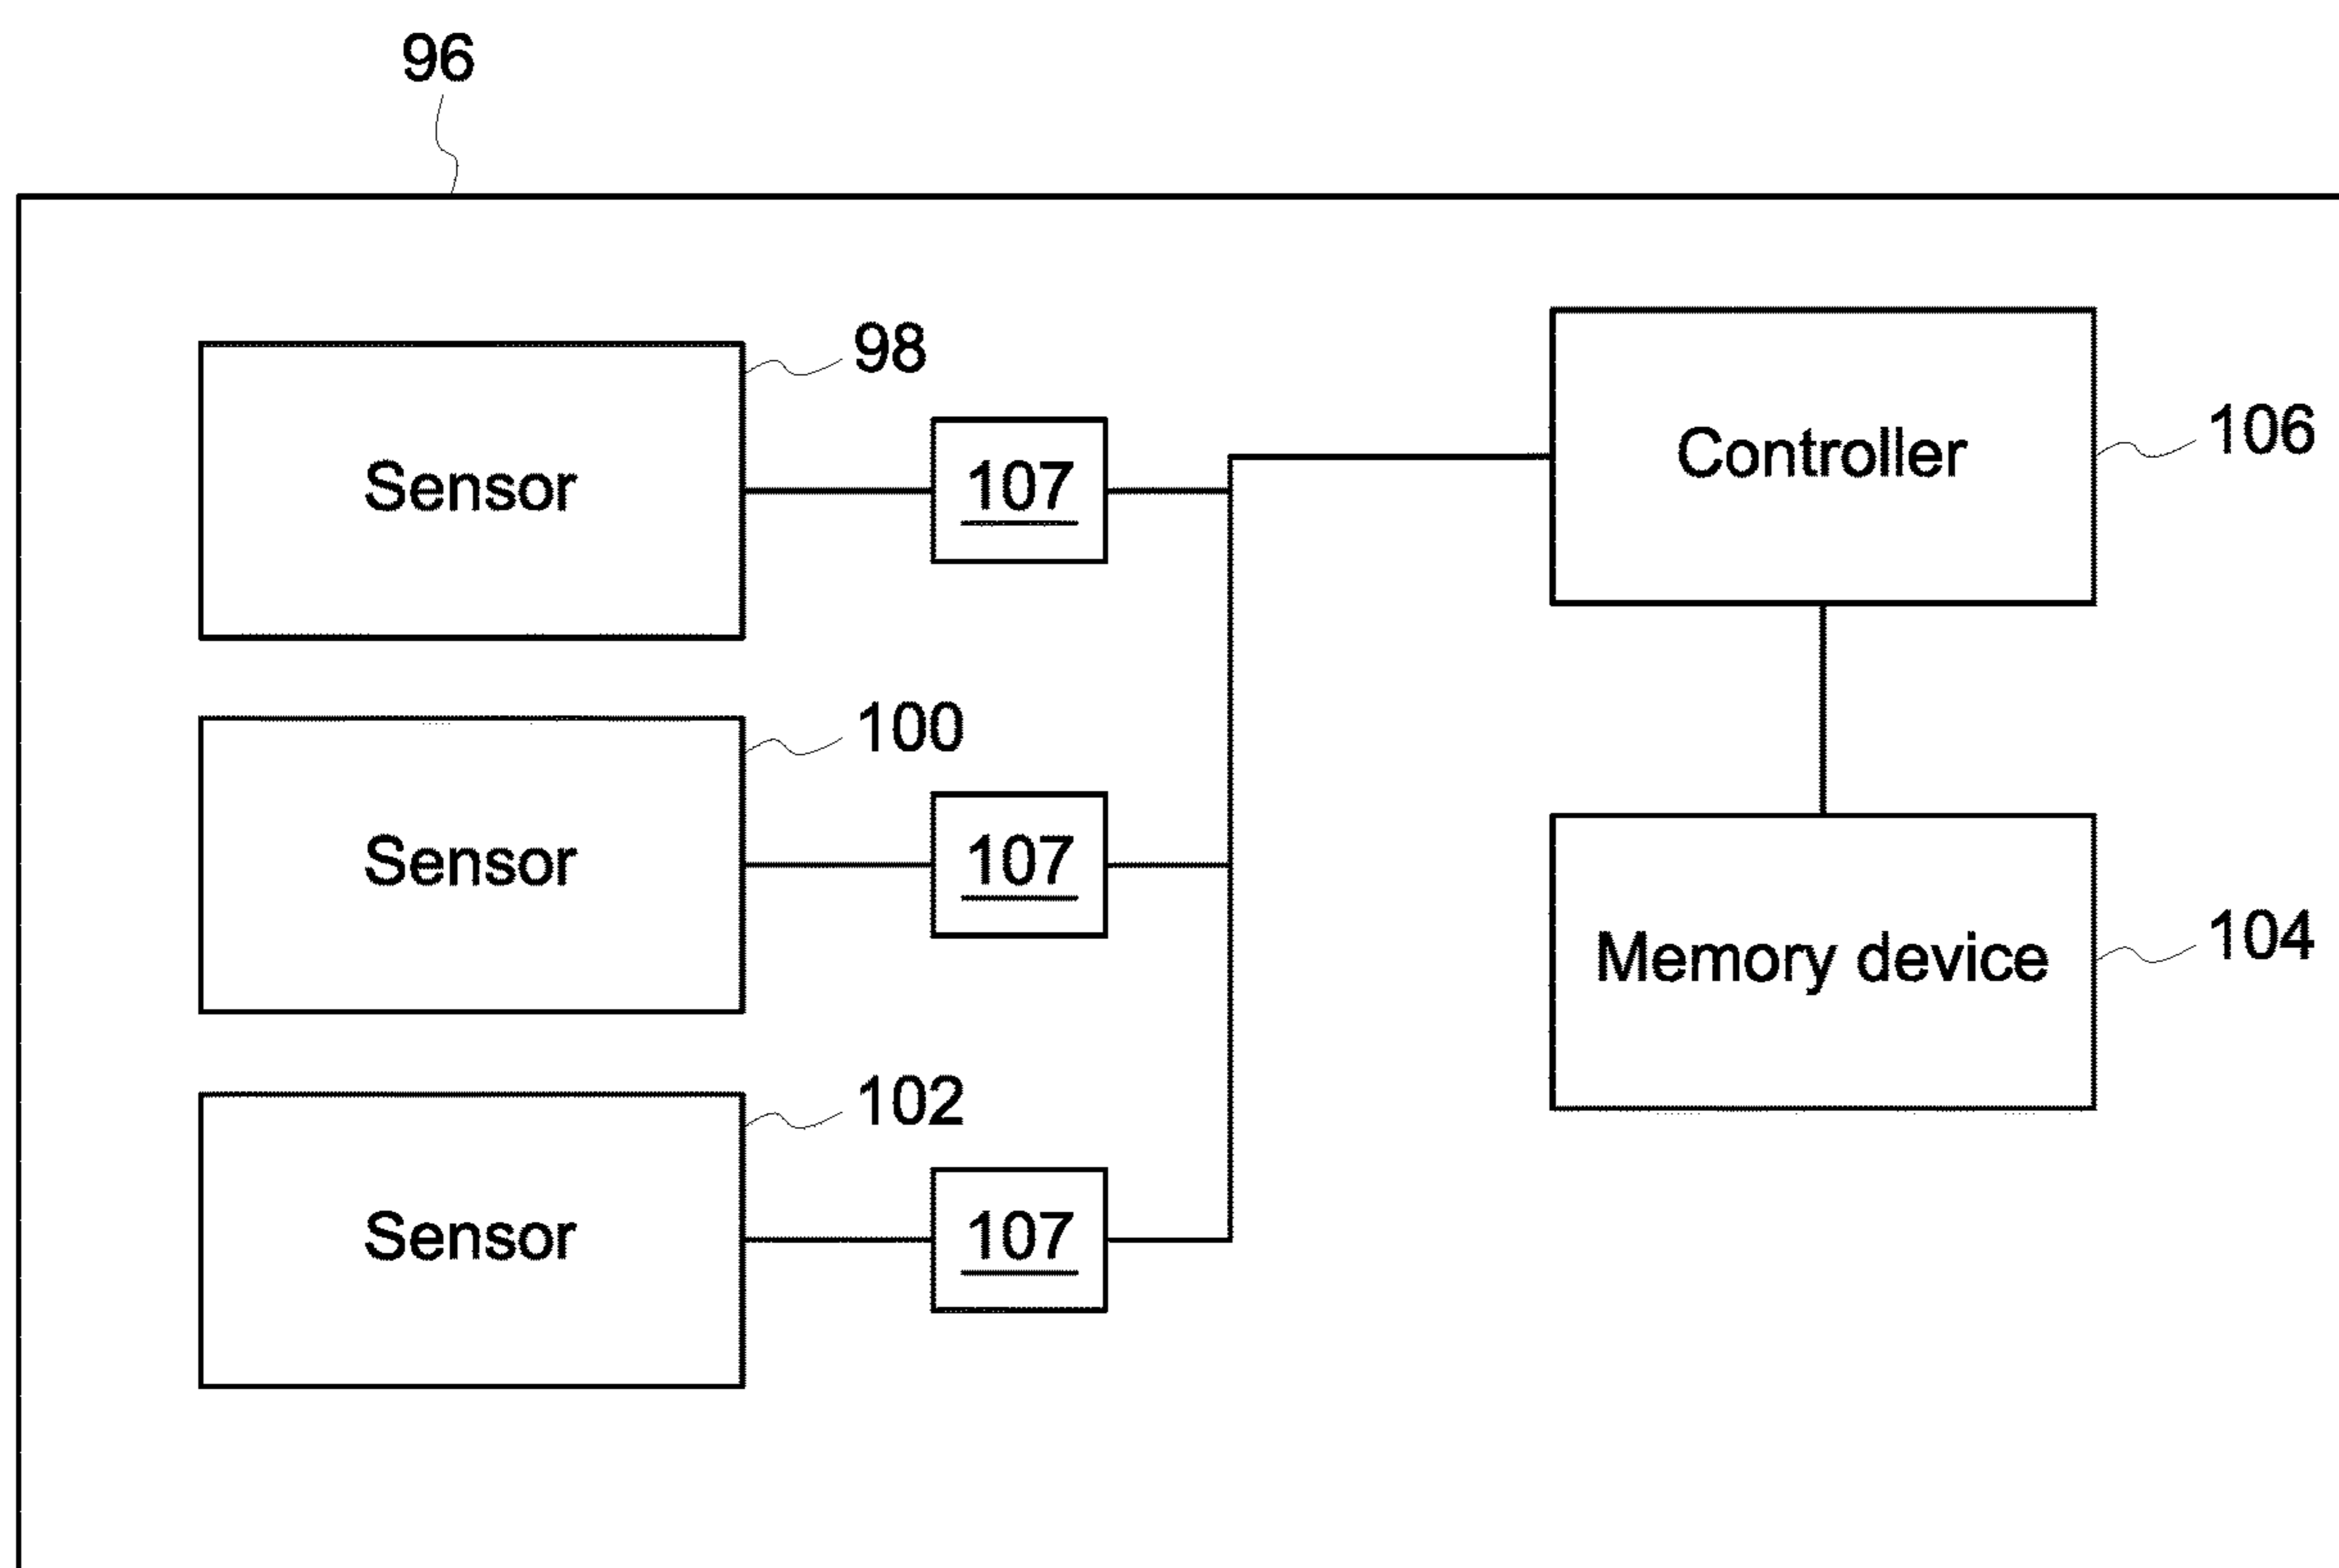 96
98
Sensor
107
Controller
106
100
Sensor
107
Memory device
104
102
Sensor
107